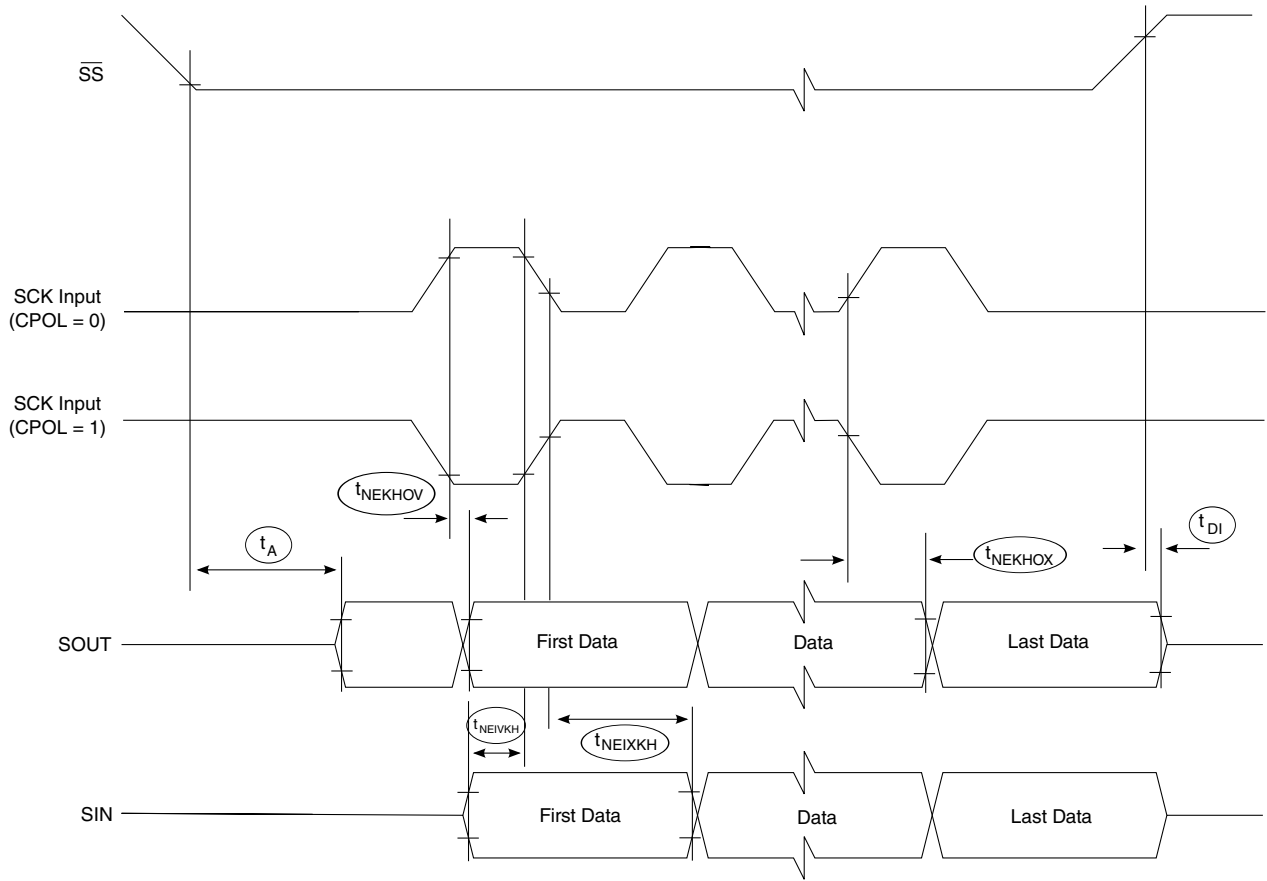 SS
SCK Input
(CPOL = 0)
SCK Input
(CPOL = 1)
tNEKHOV
tA
tNEKHOX
tDI
SOUT
First Data
Data
Last Data
tNEIVKH
tNEIXKH
SIN
First Data
Data
Last Data